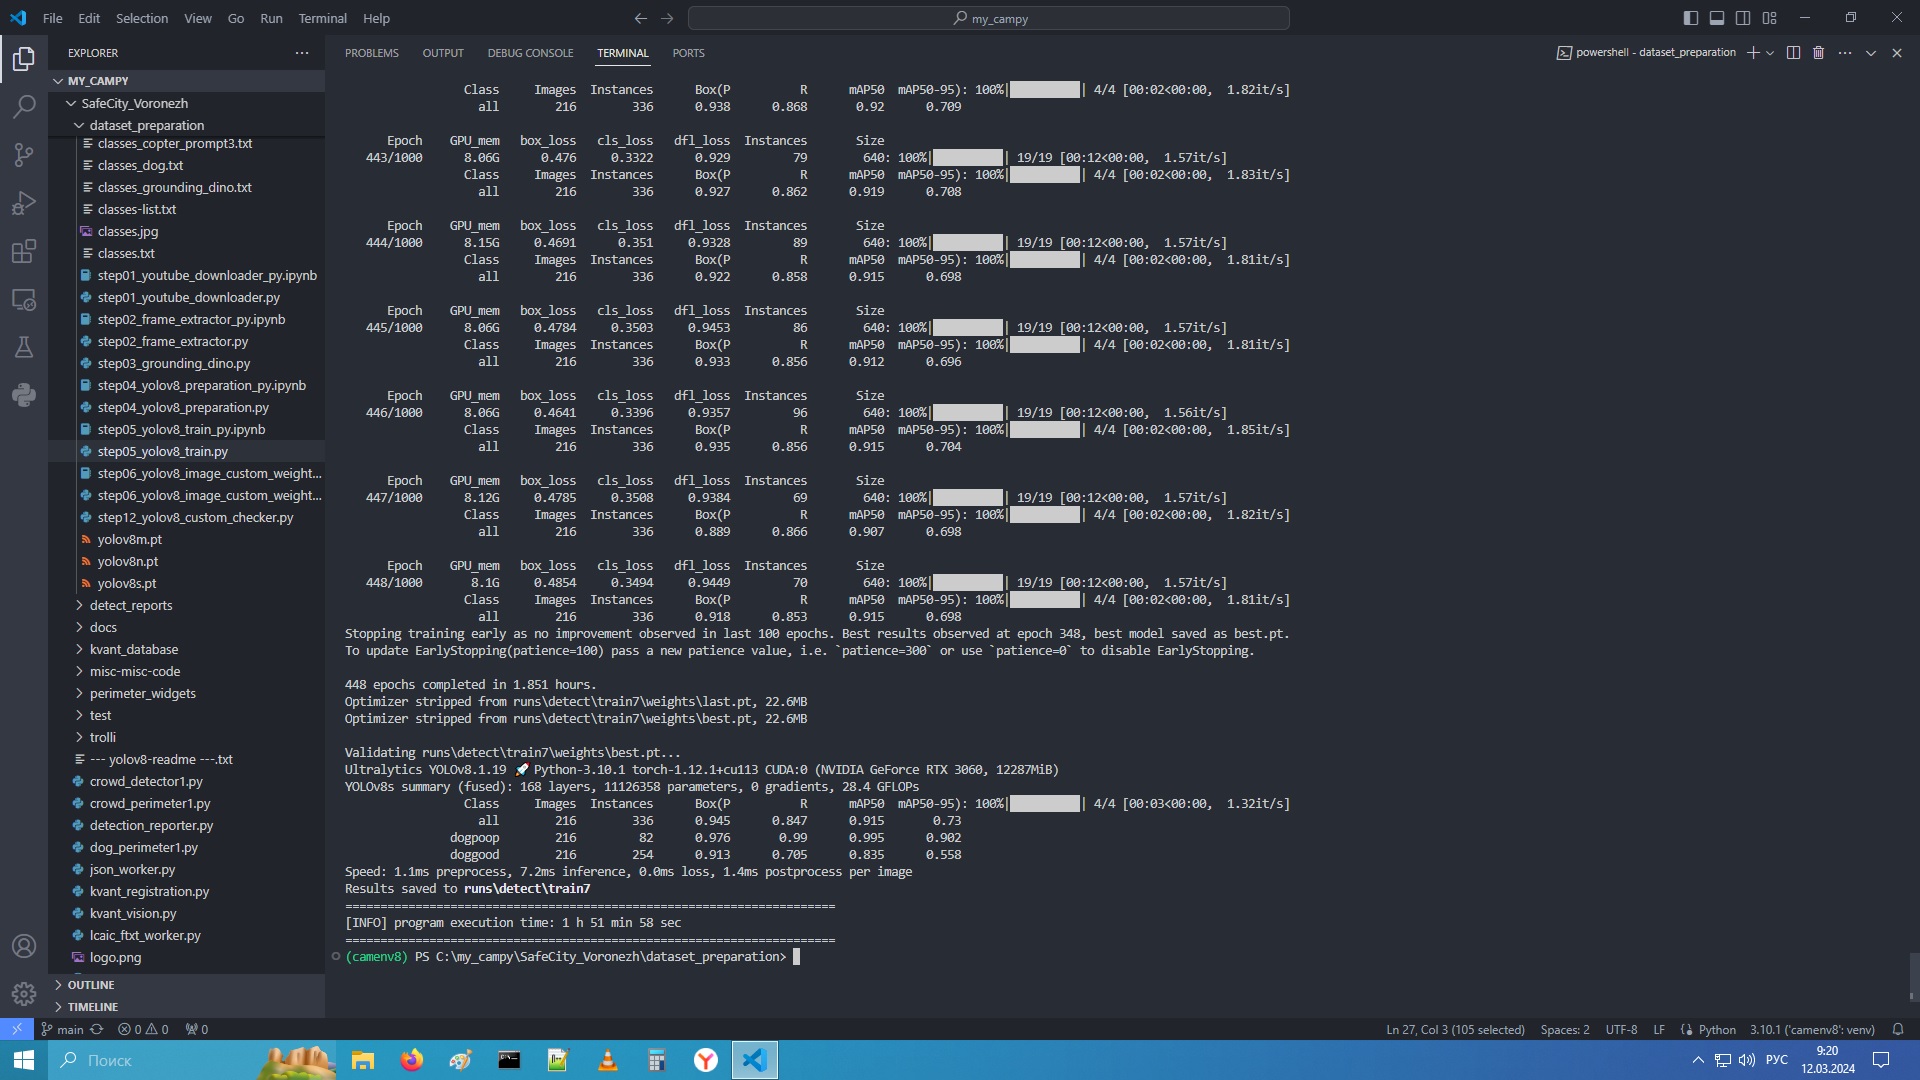 File Edit Selection View Go Run Terminal Help
my_campy
EXPLORER
MY_CAMPY
SafeCity_Voronezh
dataset_preparation
classes_copter_prompt3.txt
classes_dog.txt
classes_grounding_dino.txt
classes-list.txt
classes.jpg
classes.txt
step01_youtube_downloader_py.ipynb
step01_youtube_downloader.py
step02_frame_extractor_py.ipynb
step02_frame_extractor.py
step03_grounding_dino.py
step04_yolov8_preparation_py.ipynb
step04_yolov8_preparation.py
step05_yolov8_train_py.ipynb
step05_yolov8_train.py
step06_yolov8_image_custom_weight...
step06_yolov8_image_custom_weight...
step12_yolov8_custom_checker.py
yolov8m.pt
yolov8n.pt
yolov8s.pt
detect_reports
docs
kvant_database
misc-misc-code
perimeter_widgets
test
trolli
--- yolov8-readme ---.txt
crowd_detector1.py
crowd_perimeter1.py
detection_reporter.py
dog_perimeter1.py
json_worker.py
kvant_registration.py
kvant_vision.py
lcaic_ftxt_worker.py
logo.png
OUTLINE
TIMELINE
PROBLEMS OUTPUT DEBUG CONSOLE TERMINAL PORTS
powershell - dataset_preparation
Class Images Instances Box(P R mAP50 mAP50-95): 100%| | 4/4 [00:02<00:00, 1.82it/s]
all 216 336 0.938 0.868 0.92 0.709
Epoch GPU_mem box_loss cls_loss dfl_loss Instances Size
443/1000 8.06G 0.476 0.3322 0.929 79 640: 100%| | 19/19 [00:12<00:00, 1.57it/s]
Class Images Instances Box(P R mAP50 mAP50-95): 100%| | 4/4 [00:02<00:00, 1.83it/s]
all 216 336 0.927 0.862 0.919 0.708
Epoch GPU_mem box_loss cls_loss dfl_loss Instances Size
444/1000 8.15G 0.4691 0.351 0.9328 89 640: 100%| | 19/19 [00:12<00:00, 1.57it/s]
Class Images Instances Box(P R mAP50 mAP50-95): 100%| | 4/4 [00:02<00:00, 1.81it/s]
all 216 336 0.922 0.858 0.915 0.698
Epoch GPU_mem box_loss cls_loss dfl_loss Instances Size
445/1000 8.06G 0.4784 0.3503 0.9453 86 640: 100%| | 19/19 [00:12<00:00, 1.57it/s]
Class Images Instances Box(P R mAP50 mAP50-95): 100%| | 4/4 [00:02<00:00, 1.81it/s]
all 216 336 0.933 0.856 0.912 0.696
Epoch GPU_mem box_loss cls_loss dfl_loss Instances Size
446/1000 8.06G 0.4641 0.3396 0.9357 96 640: 100%| | 19/19 [00:12<00:00, 1.56it/s]
Class Images Instances Box(P R mAP50 mAP50-95): 100%| | 4/4 [00:02<00:00, 1.85it/s]
all 216 336 0.935 0.856 0.915 0.704
Epoch GPU_mem box_loss cls_loss dfl_loss Instances Size
447/1000 8.12G 0.4785 0.3508 0.9384 69 640: 100%| | 19/19 [00:12<00:00, 1.57it/s]
Class Images Instances Box(P R mAP50 mAP50-95): 100%| | 4/4 [00:02<00:00, 1.82it/s]
all 216 336 0.889 0.866 0.907 0.698
Epoch GPU_mem box_loss cls_loss dfl_loss Instances Size
448/1000 8.1G 0.4854 0.3494 0.9449 70 640: 100%| | 19/19 [00:12<00:00, 1.57it/s]
Class Images Instances Box(P R mAP50 mAP50-95): 100%| | 4/4 [00:02<00:00, 1.81it/s]
all 216 336 0.918 0.853 0.915 0.698
Stopping training early as no improvement observed in last 100 epochs. Best results observed at epoch 348, best model saved as best.pt.
To update EarlyStopping(patience=100) pass a new patience value, i.e. `patience=300` or use `patience=0` to disable EarlyStopping.
448 epochs completed in 1.851 hours.
Optimizer stripped from runs\detect\train7\weights\last.pt, 22.6MB
Optimizer stripped from runs\detect\train7\weights\best.pt, 22.6MB
Validating runs\detect\train7\weights\best.pt...
Ultralytics YOLOv8.1.19 🚀 Python-3.10.1 torch-1.12.1+cu113 CUDA:0 (NVIDIA GeForce RTX 3060, 12287MiB)
YOLOv8s summary (fused): 168 layers, 11126358 parameters, 0 gradients, 28.4 GFLOPs
Class Images Instances Box(P R mAP50 mAP50-95): 100%| | 4/4 [00:03<00:00, 1.32it/s]
all 216 336 0.945 0.847 0.915 0.73
dogpoop 216 82 0.976 0.99 0.995 0.902
doggood 216 254 0.913 0.705 0.835 0.558
Speed: 1.1ms preprocess, 7.2ms inference, 0.0ms loss, 1.4ms postprocess per image
Results saved to runs\detect\train7
======================================================================
[INFO] program execution time: 1 h 51 min 58 sec
======================================================================
(camenv8) PS C:\my_campy\SafeCity_Voronezh\dataset_preparation>
main 0 0 0
Ln 27, Col 3 (105 selected) Spaces: 2 UTF-8 LF Python 3.10.1 ('camenv8': venv)
Поиск
РУС
9:20
12.03.2024